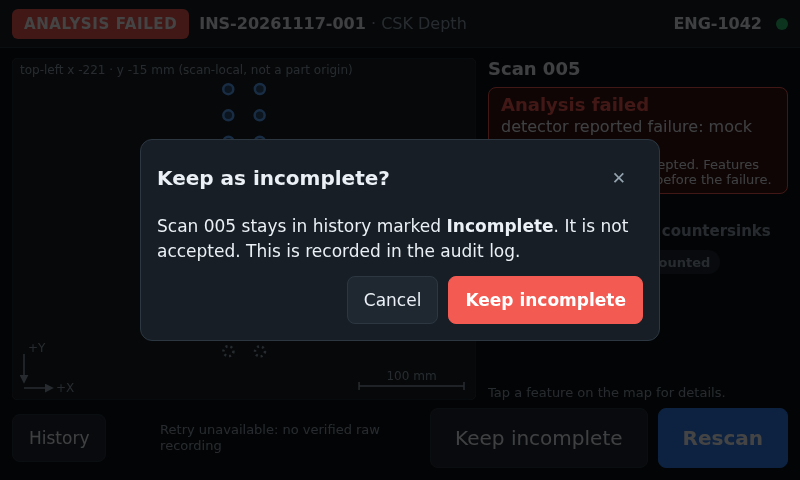 ANALYSIS FAILED INS-20261117-001 · CSK Depth ENG-1042
top-left x -221 · y -15 mm (scan-local, not a part origin)
Scan 005
Analysis failed
detector reported failure: mock
epted. Features
before the failure.
Keep as incomplete? ✕
Scan 005 stays in history marked Incomplete. It is not
accepted. This is recorded in the audit log.
Cancel Keep incomplete
countersinks
ounted
+Y
+X
100 mm
Tap a feature on the map for details.
History
Retry unavailable: no verified raw
recording
Keep incomplete Rescan